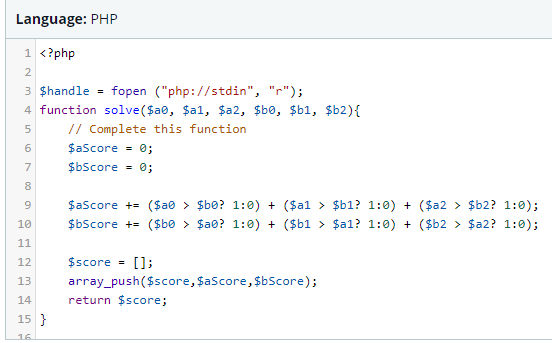 Language: PHP
1 <?php
2
3 $handle = fopen ("php://stdin", "r");
4 function solve($a0, $a1, $a2, $b0, $b1, $b2){
5     // Complete this function
6     $aScore = 0;
7     $bScore = 0;
8
9     $aScore += ($a0 > $b0? 1:0) + ($a1 > $b1? 1:0) + ($a2 > $b2? 1:0);
10     $bScore += ($b0 > $a0? 1:0) + ($b1 > $a1? 1:0) + ($b2 > $a2? 1:0);
11
12     $score = [];
13     array_push($score,$aScore,$bScore);
14     return $score;
15 }
16